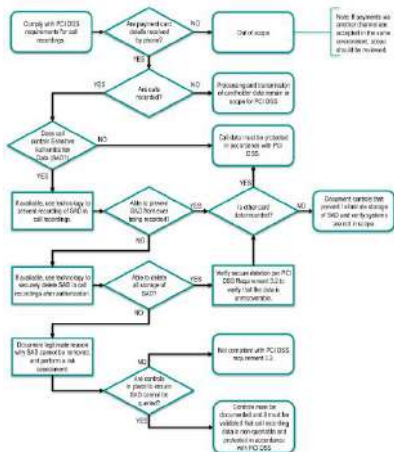 Comply with PCI DSS
requirements for call
recordings
Are payment card
details received
by phone?
NO
Out of scope
Note: If payments via
another channel are
accepted in the same
environment, scope
should be reviewed.
YES
Are calls
recorded?
NO
Processing and transmission
of cardholder data remain in
scope for PCI DSS
YES
Does call
contain Sensitive
Authentication
Data (SAD)?
NO
Call data must be protected
in accordance with PCI
DSS.
YES
YES
If available, use technology to
prevent recording of SAD in
call recordings.
Able to prevent
SAD from ever
being recorded?
YES
Is other card
data recorded?
NO
Document controls that
prevent / eliminate storage
of SAD and verify systems
are not in scope
NO
If available, use technology to
securely delete SAD in call
recordings after authorization.
Able to delete
all storage of
SAD?
YES
Verify secure deletion per PCI
DSS Requirement 3.2 to
verify that the data is
unrecoverable.
NO
Document legitimate reason
why SAD cannot be removed,
and perform a risk
assessment
NO
Not compliant with PCI DSS
requirement 3.2
Are controls
in place to ensure
SAD cannot be
queried?
YES
Controls must be
documented and it must be
validated that call recording
data is non-queriable and
protected in accordance
with PCI DSS